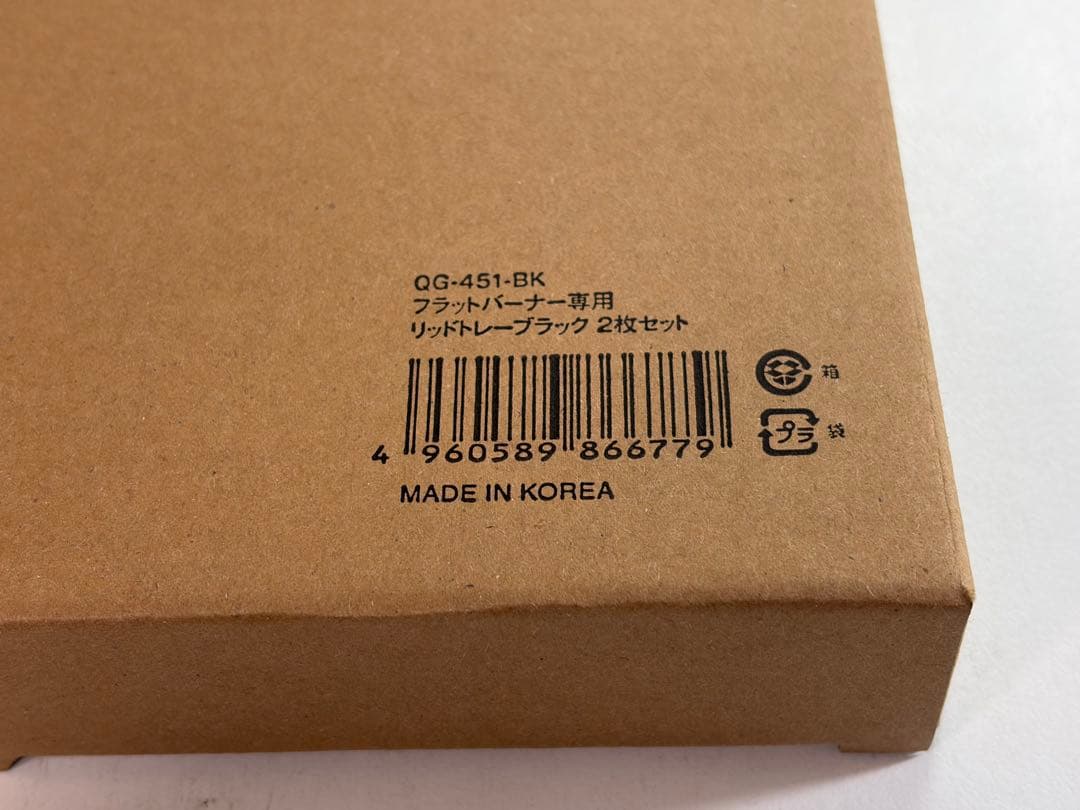 QG-451-BK
フラットバーナー専用
リッドトレーブラック 2枚セット
箱
プラ 袋
4 960589 866779
MADE IN KOREA